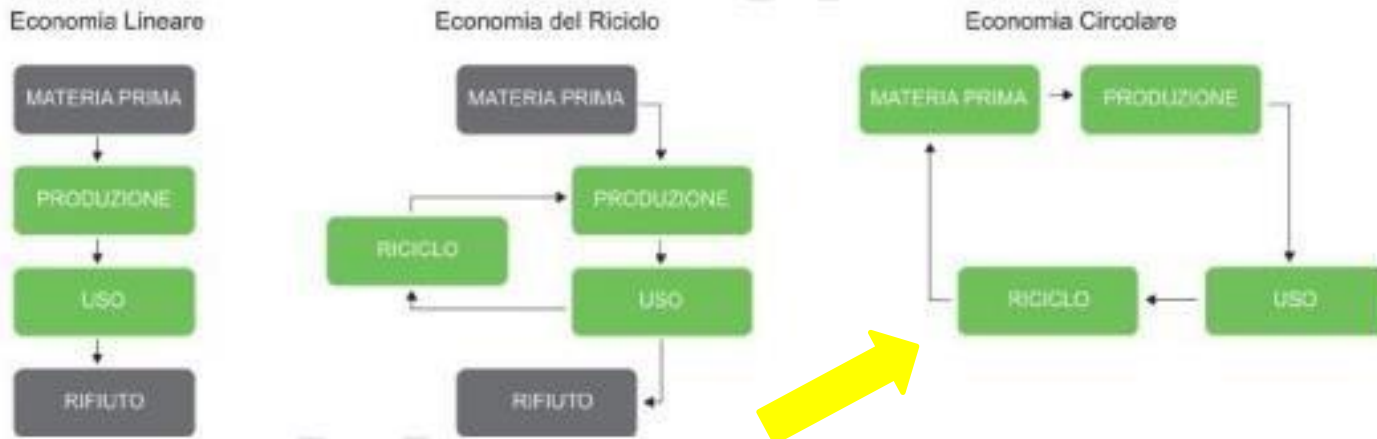 Economia Lineare
MATERIA PRIMA
PRODUZIONE
USO
RIFIUTO
Economia del Riciclo
MATERIA PRIMA
PRODUZIONE
RICICLO
USO
RIFIUTO
Economia Circolare
MATERIA PRIMA
PRODUZIONE
RICICLO
USO